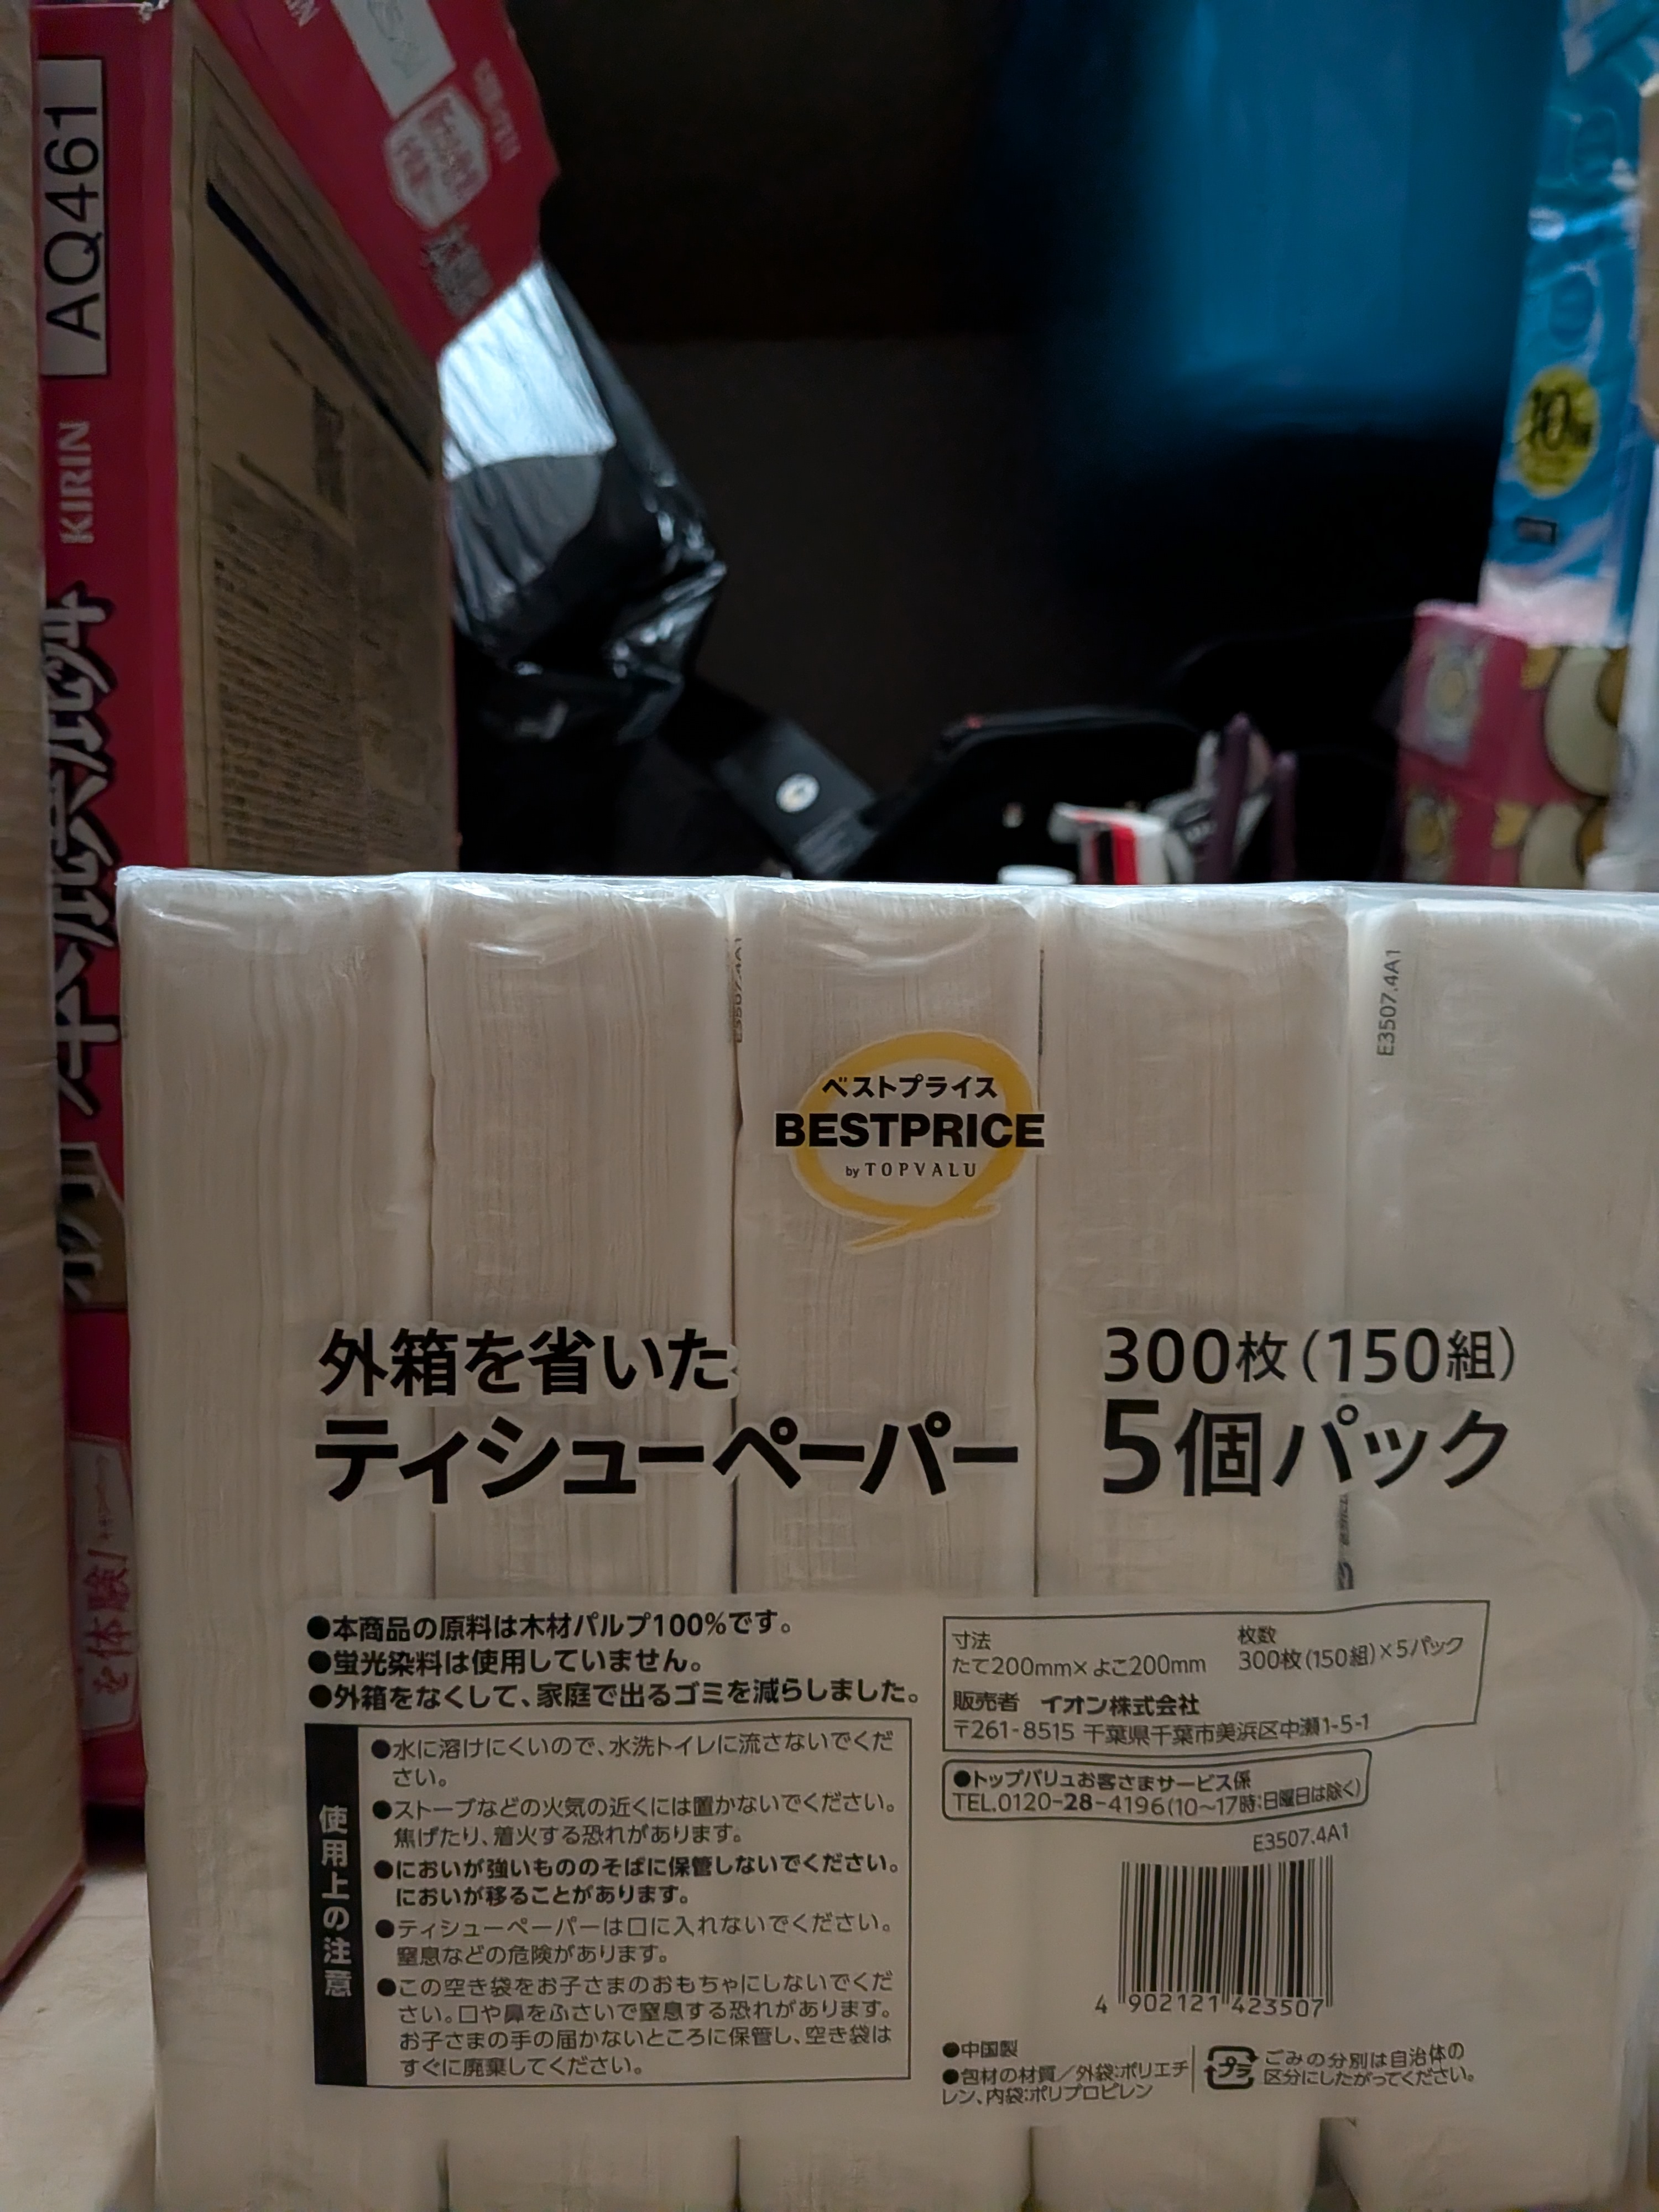 AQ461
KIRIN
を体験!
E3507.4A1
ベストプライス
BESTPRICE
by TOPVALU
外箱を省いた
ティシューペーパー
300枚(150組)
5個パック
●本商品の原料は木材パルプ100%です。
●蛍光染料は使用していません。
●外箱をなくして、家庭で出るゴミを減らしました。
使用上の注意
●水に溶けにくいので、水洗トイレに流さないでくだ
さい。
●ストーブなどの火気の近くには置かないでください。
焦げたり、着火する恐れがあります。
●においが強いもののそばに保管しないでください。
においが移ることがあります。
●ティシューペーパーは口に入れないでください。
窒息などの危険があります。
●この空き袋をお子さまのおもちゃにしないでくだ
さい。口や鼻をふさいで窒息する恐れがあります。
お子さまの手の届かないところに保管し、空き袋は
すぐに廃棄してください。
寸法
たて200mm×よこ200mm
枚数
300枚(150組)×5パック
販売者 イオン株式会社
〒261-8515 千葉県千葉市美浜区中瀬1-5-1
●トップバリュお客さまサービス係
TEL.0120-28-4196(10~17時:日曜日は除く)
E3507.4A1
4 902121 423507
●中国製
●包材の材質/外袋:ポリエチ
レン、内袋:ポリプロピレン
プラ
ごみの分別は自治体の
区分にしたがってください。